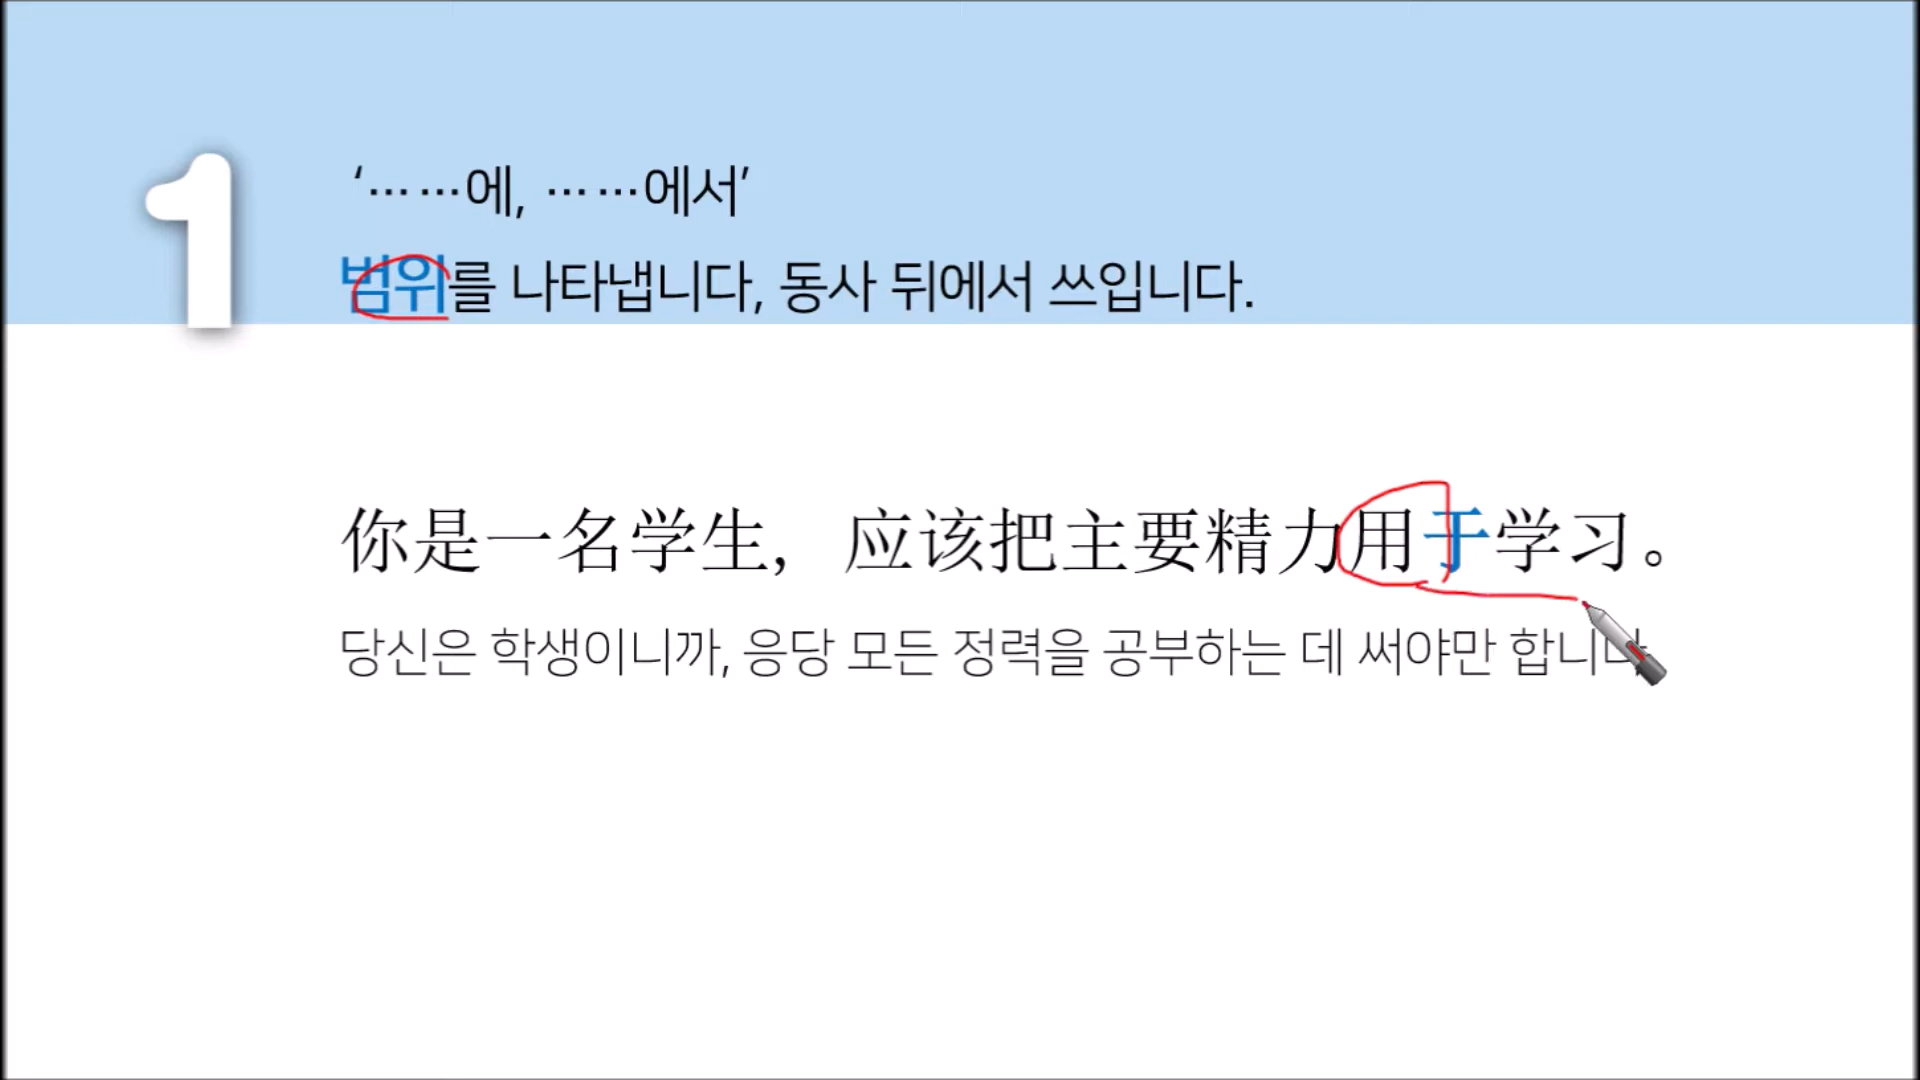 1
‘……에, ……에서’
범위를 나타냅니다, 동사 뒤에서 쓰입니다.
你是一名学生，应该把主要精力用于学习。
당신은 학생이니까, 응당 모든 정력을 공부하는 데 써야만 합니다